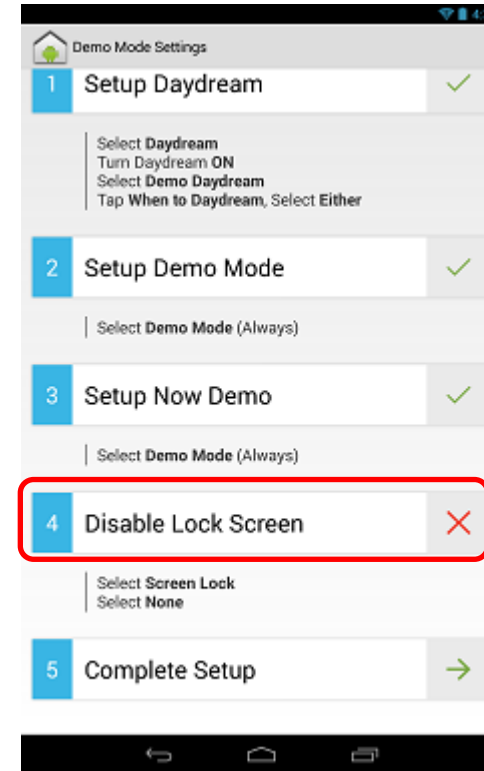 4:
Demo Mode Settings
1 Setup Daydream
Select Daydream
Turn Daydream ON
Select Demo Daydream
Tap When to Daydream, Select Either
2 Setup Demo Mode
Select Demo Mode (Always)
3 Setup Now Demo
Select Demo Mode (Always)
4 Disable Lock Screen
Select Screen Lock
Select None
5 Complete Setup